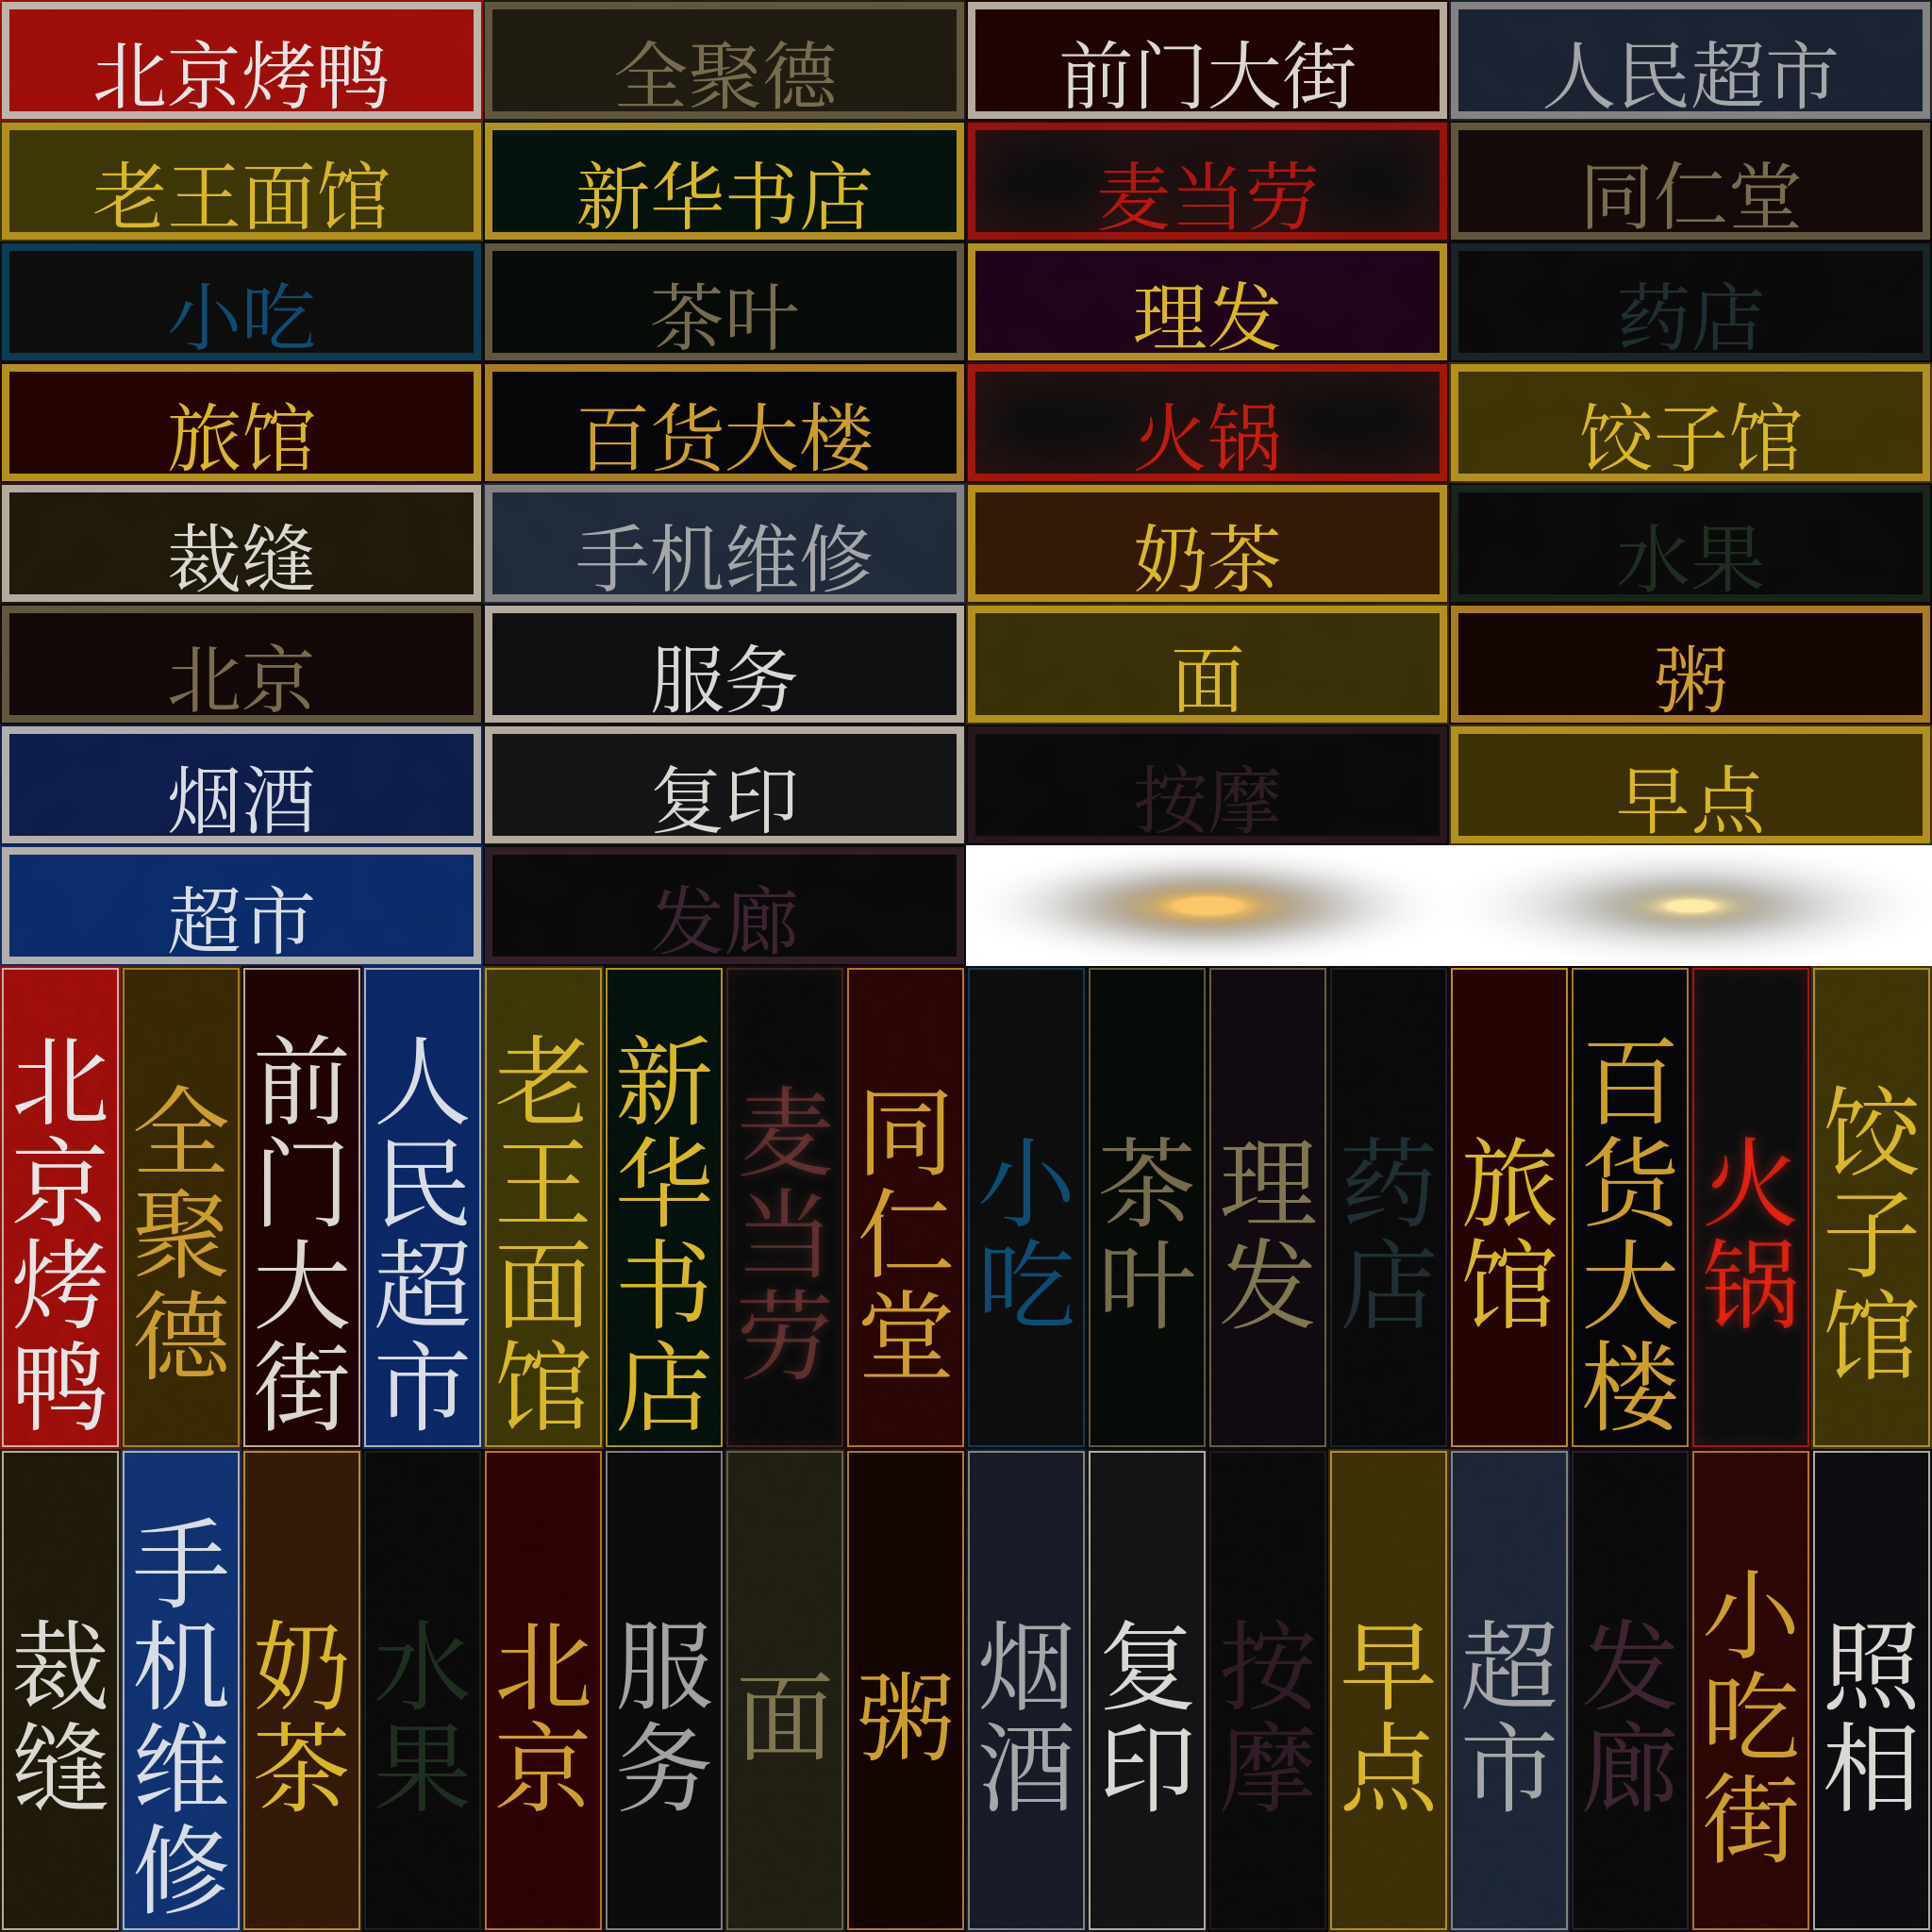 北京烤鸭
全聚德
前门大街
人民超市
老王面馆
新华书店
麦当劳
同仁堂
小吃
茶叶
理发
药店
旅馆
百货大楼
火锅
饺子馆
裁缝
手机维修
奶茶
水果
北京
服务
面
粥
烟酒
复印
按摩
早点
超市
发廊
北京烤鸭
全聚德
前门大街
人民超市
老王面馆
新华书店
麦当劳
同仁堂
小吃
茶叶
理发
药店
旅馆
百货大楼
火锅
饺子馆
裁缝
手机维修
奶茶
水果
北京
服务
面
粥
烟酒
复印
按摩
早点
超市
发廊
小吃街
照相